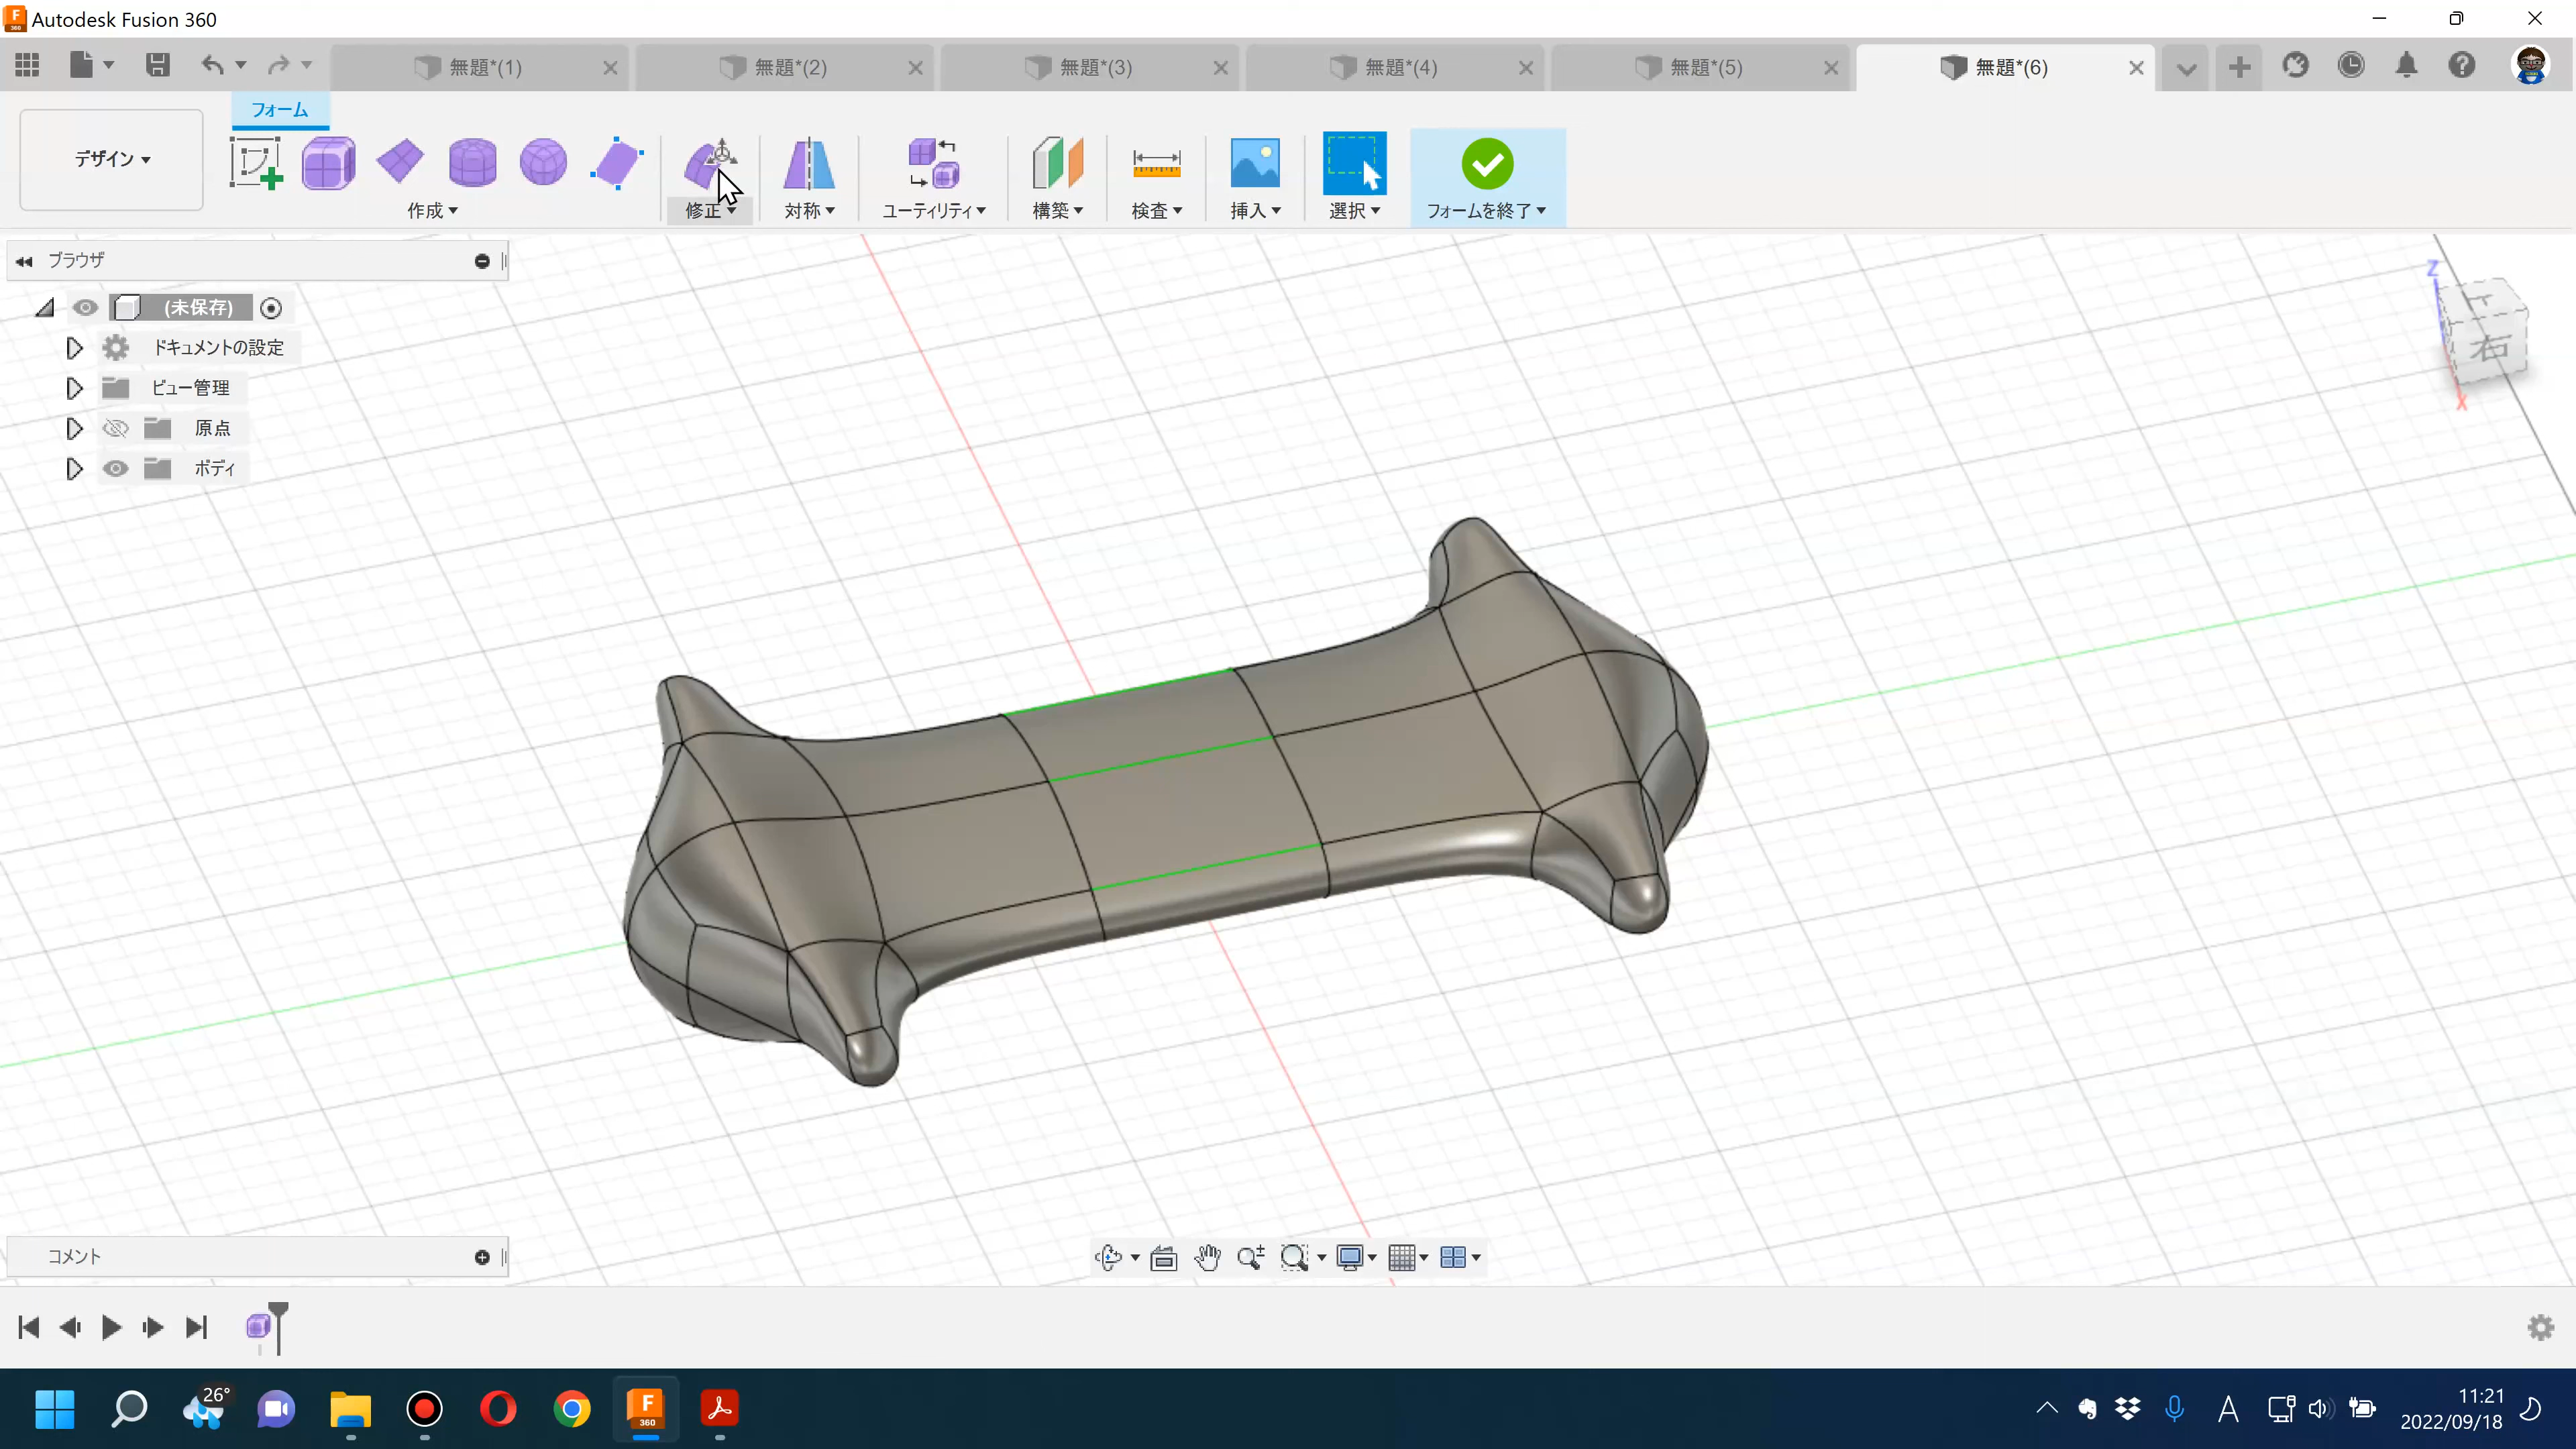 Autodesk Fusion 360
無題*(1)
無題*(2)
無題*(3)
無題*(4)
無題*(5)
無題*(6)
フォーム
デザイン
作成
修正
対称
ユーティリティ
構築
検査
挿入
選択
フォームを終了
ブラウザ
(未保存)
ドキュメントの設定
ビュー管理
原点
ボディ
Z
右
X
コメント
26°
F
360
A
11:21
2022/09/18